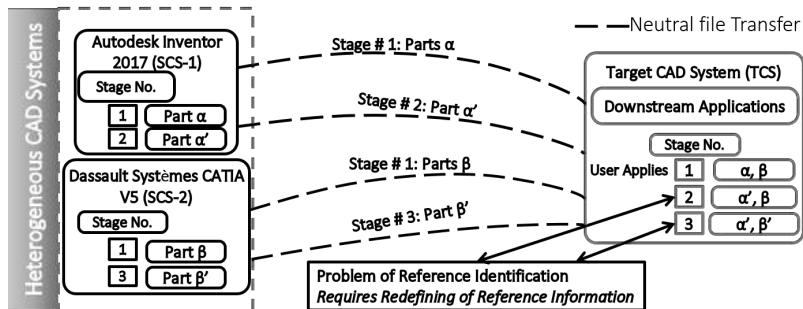 Heterogeneous CAD Systems
Autodesk Inventor
2017 (SCS-1)
Stage No.
1 Part α
2 Part α’
Dassault Systèmes CATIA
V5 (SCS-2)
Stage No.
1 Part β
3 Part β’
Stage # 1: Parts α
Stage # 2: Part α’
Stage # 1: Parts β
Stage # 3: Part β’
Neutral file Transfer
Target CAD System (TCS)
Downstream Applications
Stage No.
User Applies 1 α, β
2 α’, β
3 α’, β’
Problem of Reference Identification
Requires Redefining of Reference Information